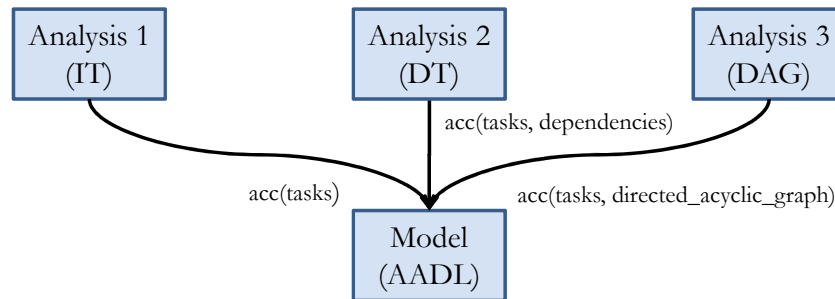 Analysis 1
(IT)
Analysis 2
(DT)
Analysis 3
(DAG)
acc(tasks, dependencies)
acc(tasks)
acc(tasks, directed_acyclic_graph)
Model
(AADL)